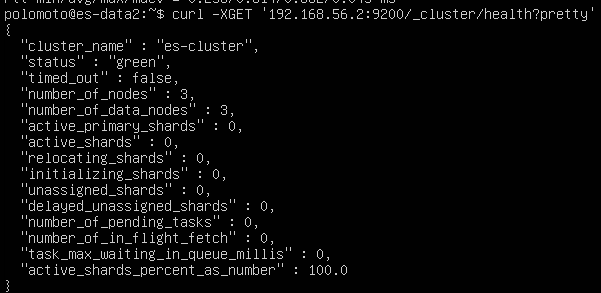 polomoto@es-data2:~$ curl -XGET '192.168.56.2:9200/_cluster/health?pretty'
{
  "cluster_name" : "es-cluster",
  "status" : "green",
  "timed_out" : false,
  "number_of_nodes" : 3,
  "number_of_data_nodes" : 3,
  "active_primary_shards" : 0,
  "active_shards" : 0,
  "relocating_shards" : 0,
  "initializing_shards" : 0,
  "unassigned_shards" : 0,
  "delayed_unassigned_shards" : 0,
  "number_of_pending_tasks" : 0,
  "number_of_in_flight_fetch" : 0,
  "task_max_waiting_in_queue_millis" : 0,
  "active_shards_percent_as_number" : 100.0
}